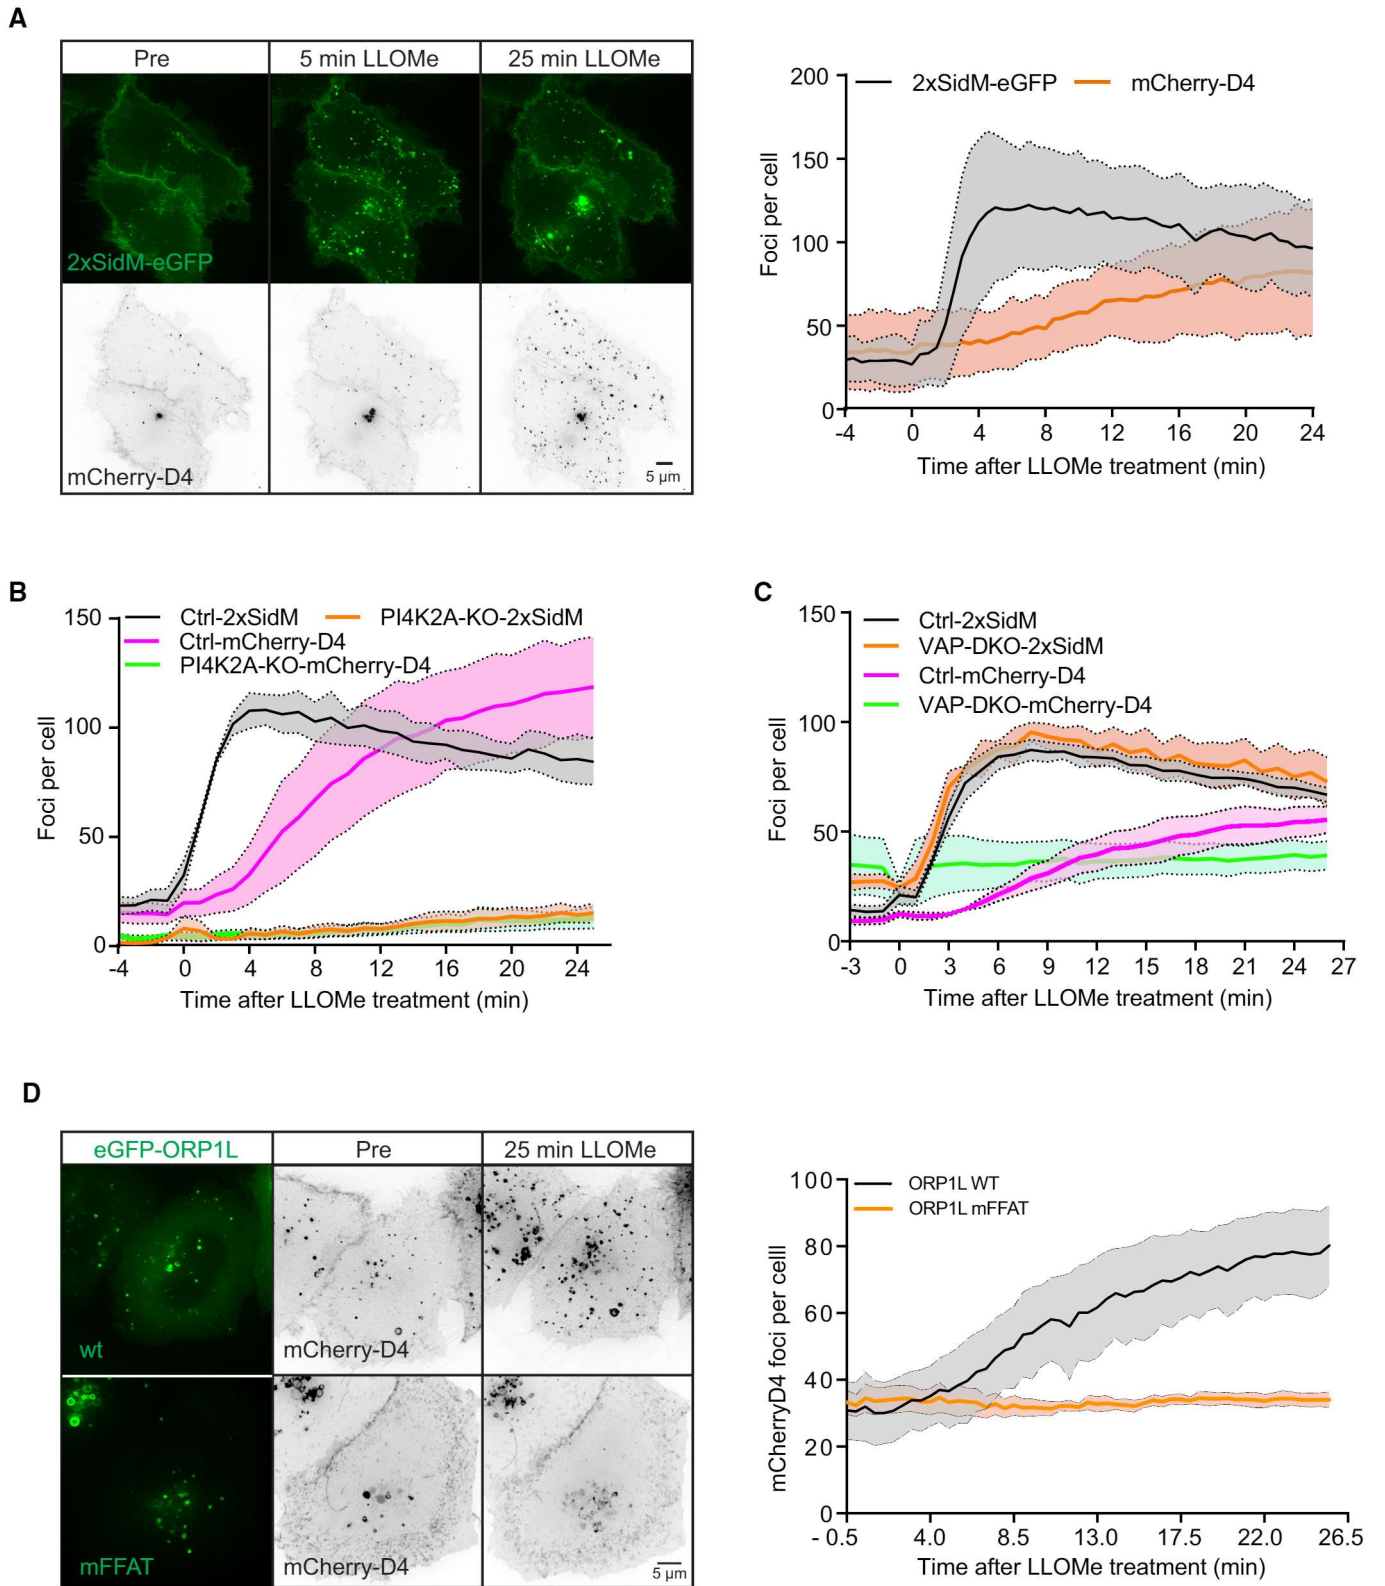 A
Pre
5 min LLOMe
25 min LLOMe
2xSidM-eGFP
mCherry-D4
5 µm
2xSidM-eGFP
mCherry-D4
200
150
100
50
0
Foci per cell
-4
0
4
8
12
16
20
24
Time after LLOMe treatment (min)
B
Ctrl-2xSidM
PI4K2A-KO-2xSidM
Ctrl-mCherry-D4
PI4K2A-KO-mCherry-D4
150
100
50
0
Foci per cell
-4
0
4
8
12
16
20
24
Time after LLOMe treatment (min)
C
Ctrl-2xSidM
VAP-DKO-2xSidM
Ctrl-mCherry-D4
VAP-DKO-mCherry-D4
150
100
50
0
Foci per cell
-3
0
3
6
9
12
15
18
21
24
27
Time after LLOMe treatment (min)
D
eGFP-ORP1L
Pre
25 min LLOMe
wt
mCherry-D4
mFFAT
mCherry-D4
5 µm
ORP1L WT
ORP1L mFFAT
100
80
60
40
20
0
mCherryD4 foci per celll
-0.5
4.0
8.5
13.0
17.5
22.0
26.5
Time after LLOMe treatment (min)